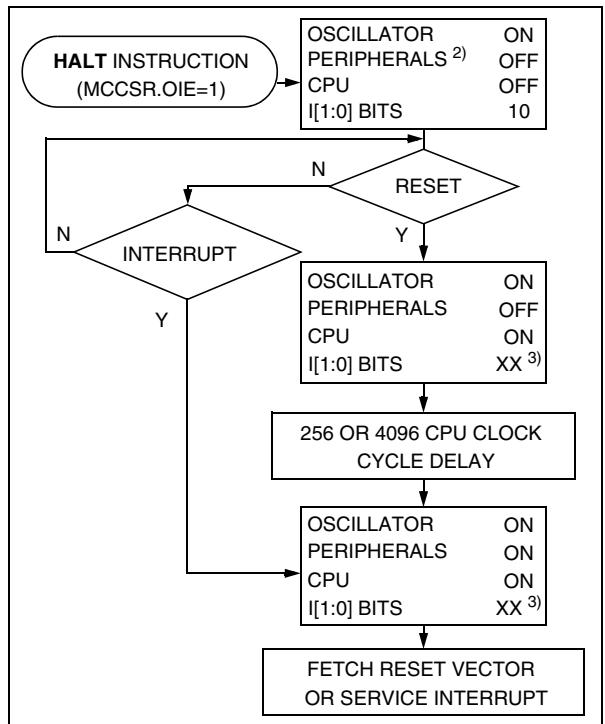 HALT INSTRUCTION
(MCCSR.OIE=1)
OSCILLATOR ON
PERIPHERALS 2) OFF
CPU OFF
I[1:0] BITS 10
N
RESET
N
INTERRUPT
Y
Y
OSCILLATOR ON
PERIPHERALS OFF
CPU ON
I[1:0] BITS XX 3)
256 OR 4096 CPU CLOCK
CYCLE DELAY
OSCILLATOR ON
PERIPHERALS ON
CPU ON
I[1:0] BITS XX 3)
FETCH RESET VECTOR
OR SERVICE INTERRUPT